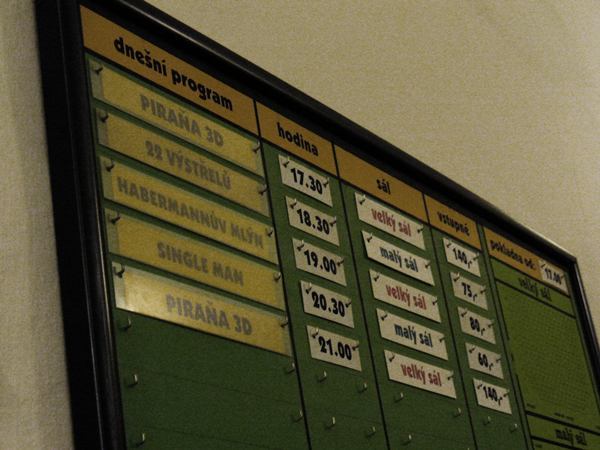 dnešní program hodina sál vstupné pokladna od: 17.00
PIRAŇA 3D 17.30 velký sál 140,-
22 VÝSTŘELŮ 18.30 malý sál 75,-
HABERMANNŮV MLÝN 19.00 velký sál 80,-
SINGLE MAN 20.30 malý sál 60,-
PIRAŇA 3D 21.00 velký sál 140,-
velký sál
malý sál